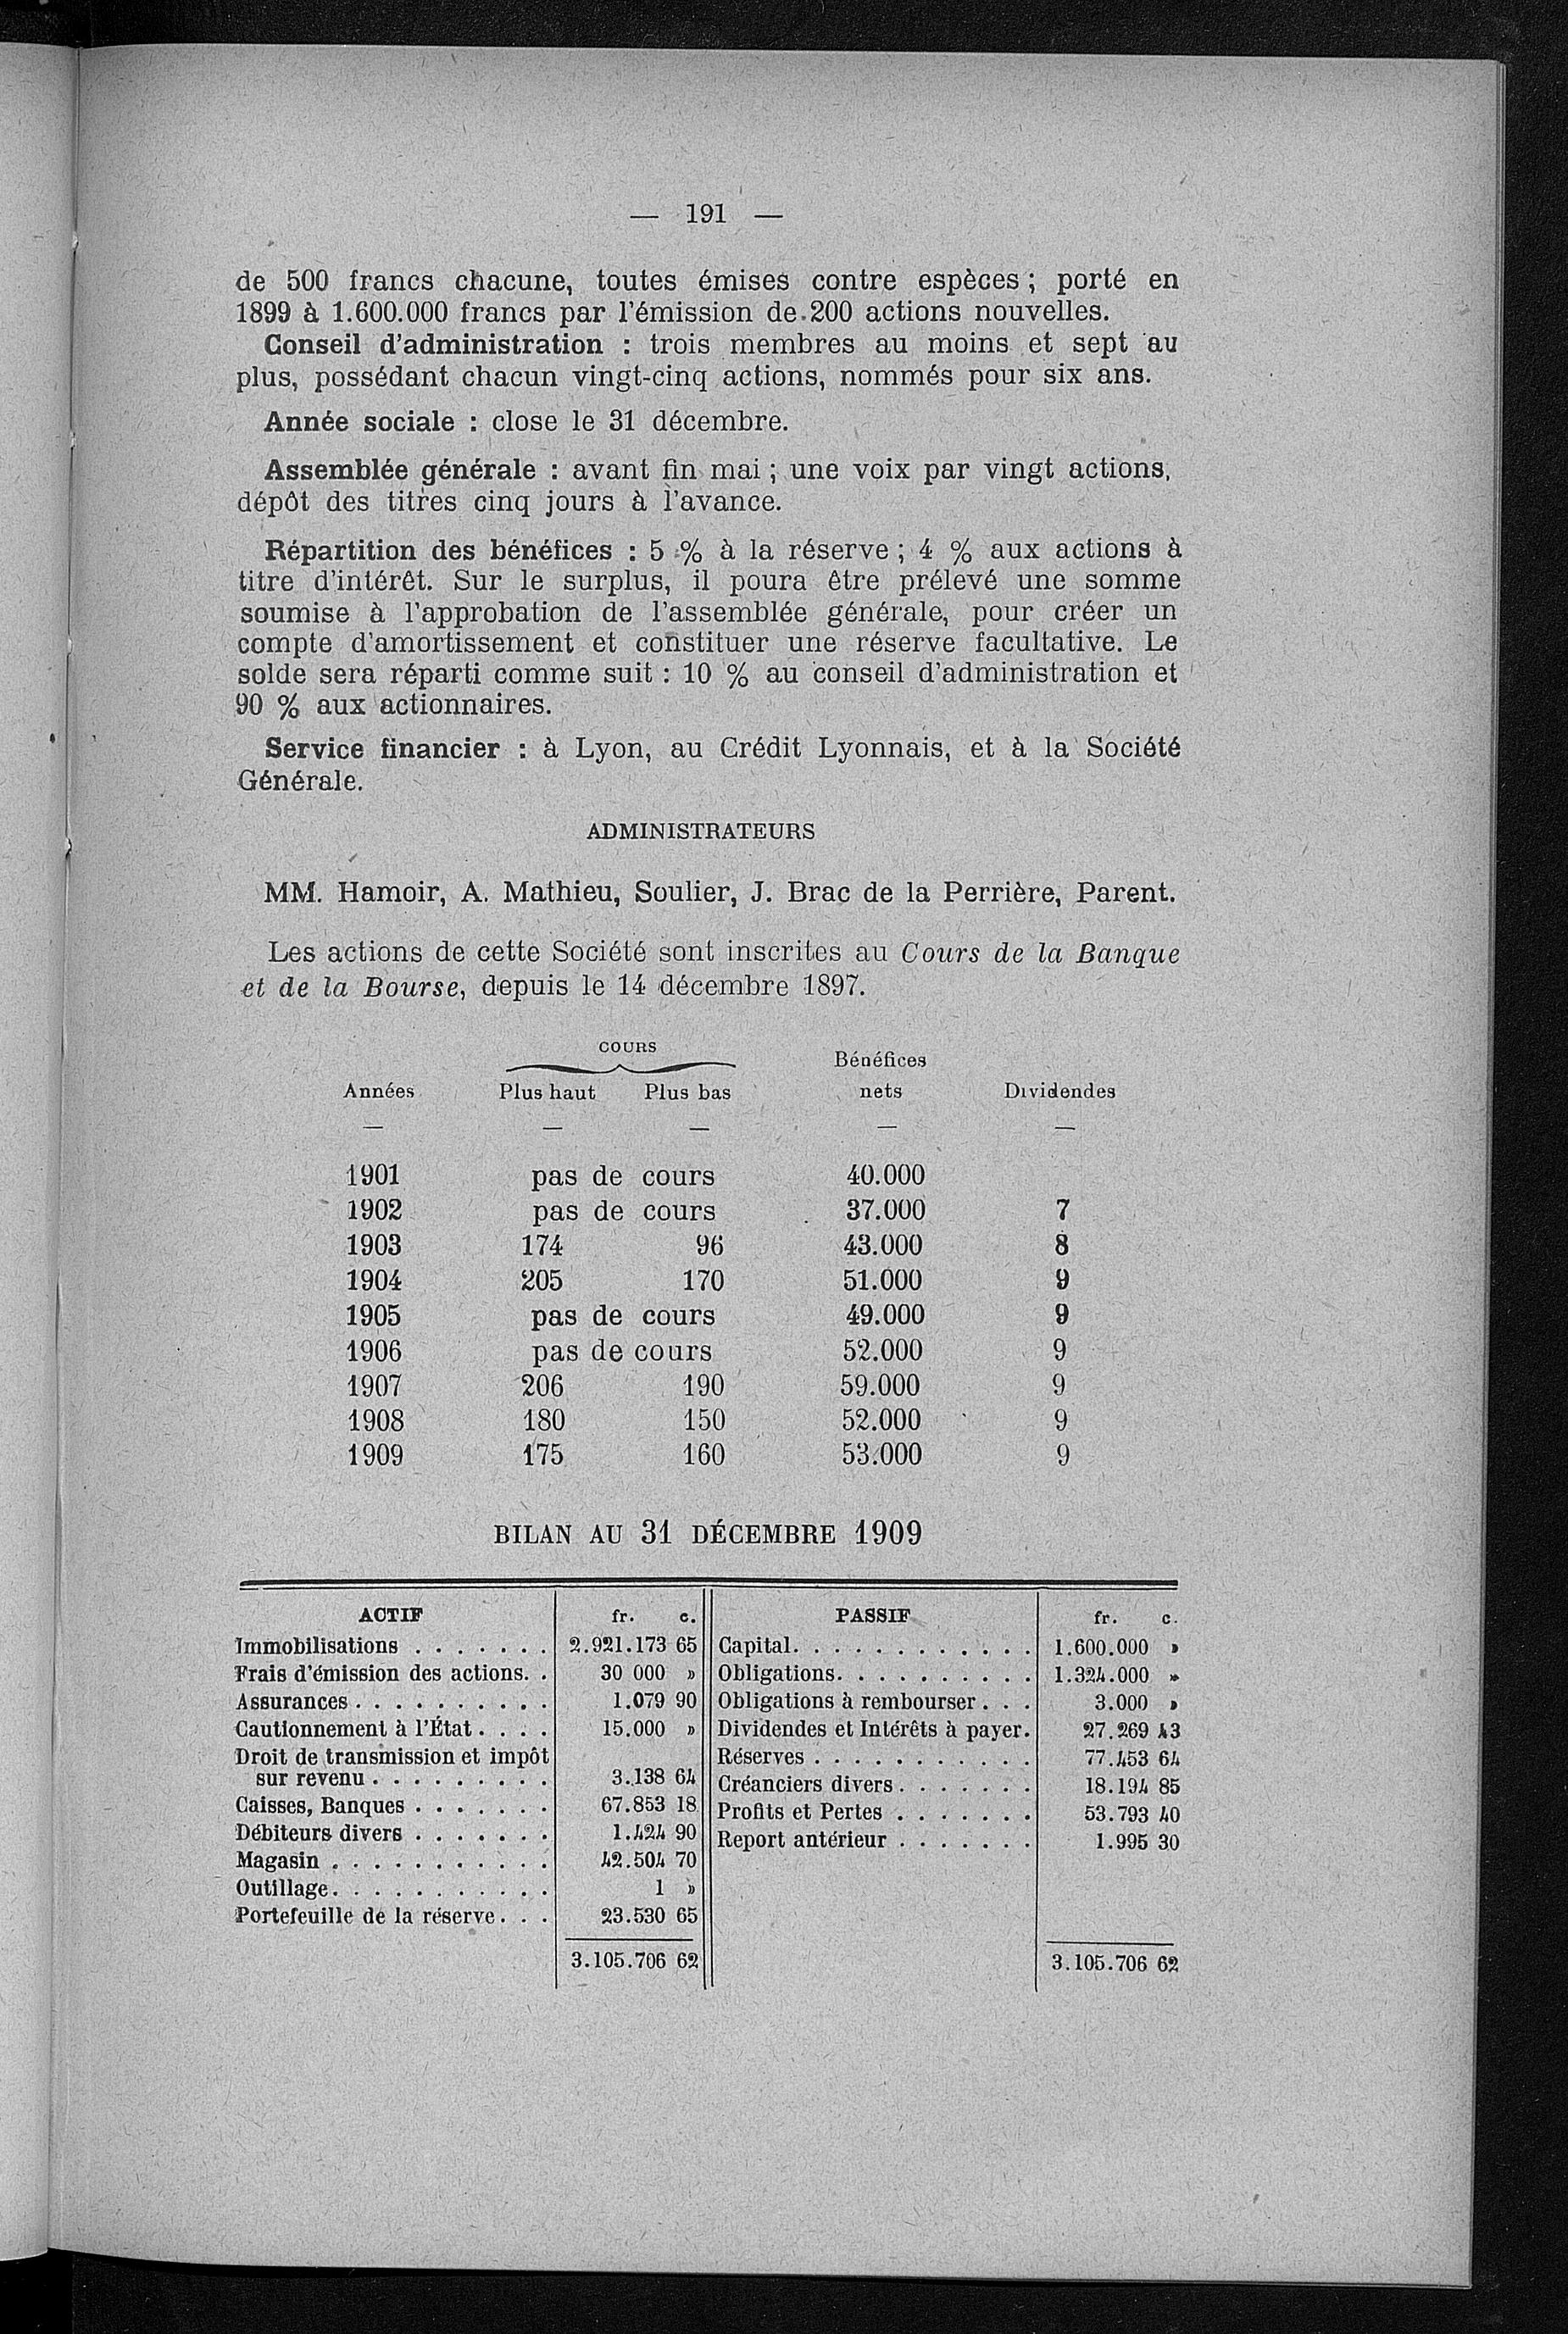 — 191 —
de 500 francs chacune, toutes émises contre espèces ; porté en
1899 à 1.600.000 francs par l'émission de 200 actions nouvelles.
Conseil d'administration : trois membres au moins et sept au
plus, possédant chacun vingt-cinq actions, nommés pour six ans.
Année sociale : close le 31 décembre.
Assemblée générale : avant fin mai ; une voix par vingt actions,
dépôt des titres cinq jours à l'avance.
Répartition des bénéfices : 5 % à la réserve ; 4 % aux actions à
titre d'intérêt. Sur le surplus, il poura être prélevé une somme
soumise à l'approbation de l'assemblée générale, pour créer un
compte d'amortissement et constituer une réserve facultative. Le
solde sera réparti comme suit : 10 % au conseil d'administration et
90 % aux actionnaires.
Service financier : à Lyon, au Crédit Lyonnais, et à la Société
Générale.
ADMINISTRATEURS
MM. Hamoir, A. Mathieu, Soulier, J. Brac de la Perrière, Parent.
Les actions de cette Société sont inscrites au Cours de la Banque
et de la Bourse, depuis le 14 décembre 1897.
COURS
Années Plus haut Plus bas Bénéfices nets Dividendes
— — — — —
1901 pas de cours 40.000
1902 pas de cours 37.000 7
1903 174 96 43.000 8
1904 205 170 51.000 9
1905 pas de cours 49.000 9
1906 pas de cours 52.000 9
1907 206 190 59.000 9
1908 180 150 52.000 9
1909 175 160 53.000 9
BILAN AU 31 DÉCEMBRE 1909
ACTIF fr. c.
Immobilisations . . . . . . . 2.921.173 65
Frais d'émission des actions. . 30 000 »
Assurances . . . . . . . . . . 1.079 90
Cautionnement à l'État . . . . 15.000 »
Droit de transmission et impôt
sur revenu . . . . . . . . . 3.138 64
Caisses, Banques . . . . . . . 67.853 18
Débiteurs divers . . . . . . . 1.424 90
Magasin . . . . . . . . . . . 42.504 70
Outillage. . . . . . . . . . . 1 »
Portefeuille de la réserve. . . 23.530 65
3.105.706 62
PASSIF fr. c.
Capital. . . . . . . . . . . . 1.600.000 »
Obligations. . . . . . . . . . 1.324.000 »
Obligations à rembourser . . . 3.000 »
Dividendes et Intérêts à payer. 27.269 43
Réserves . . . . . . . . . . . 77.453 64
Créanciers divers . . . . . . . 18.194 85
Profits et Pertes . . . . . . . 53.793 40
Report antérieur . . . . . . . 1.995 30
3.105.706 62